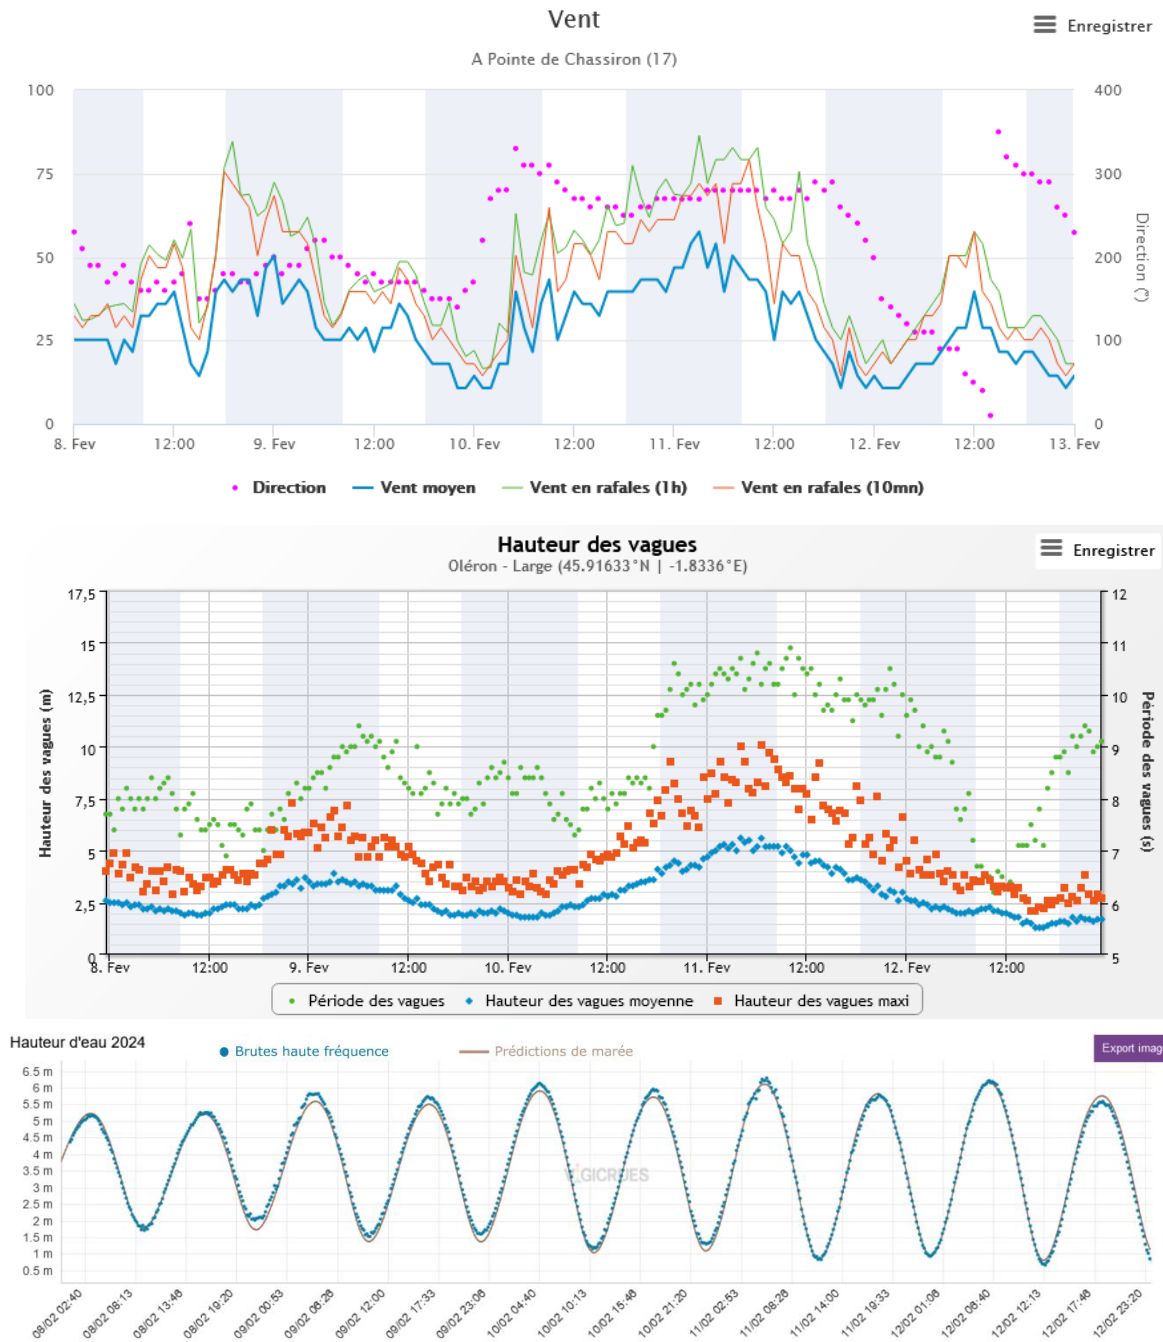 Vent
Enregistrer
A Pointe de Chassiron (17)
100
75
50
25
0
400
300
200
100
0
Direction (°)
8. Fev 12:00 9. Fev 12:00 10. Fev 12:00 11. Fev 12:00 12. Fev 12:00 13. Fev
Direction Vent moyen Vent en rafales (1h) Vent en rafales (10mn)
Hauteur des vagues
Enregistrer
Oléron - Large (45.91633°N | -1.8336°E)
Hauteur des vagues (m)
17,5
15
12,5
10
7,5
5
2,5
0
12
11
10
9
8
7
6
5
Période des vagues (s)
8. Fev 12:00 9. Fev 12:00 10. Fev 12:00 11. Fev 12:00 12. Fev 12:00
Période des vagues Hauteur des vagues moyenne Hauteur des vagues maxi
Hauteur d'eau 2024
Brutes haute fréquence Prédictions de marée
Export imag
6.5 m
6 m
5.5 m
5 m
4.5 m
4 m
3.5 m
3 m
2.5 m
2 m
1.5 m
1 m
0.5 m
VIGICRUES
08/02 02:40 08/02 08:13 08/02 13:46 08/02 19:20 09/02 00:53 09/02 06:26 09/02 12:00 09/02 17:33 09/02 23:06 10/02 04:40 10/02 10:13 10/02 15:46 10/02 21:20 11/02 02:53 11/02 08:26 11/02 14:00 11/02 19:33 12/02 01:06 12/02 06:40 12/02 12:13 12/02 17:46 12/02 23:20